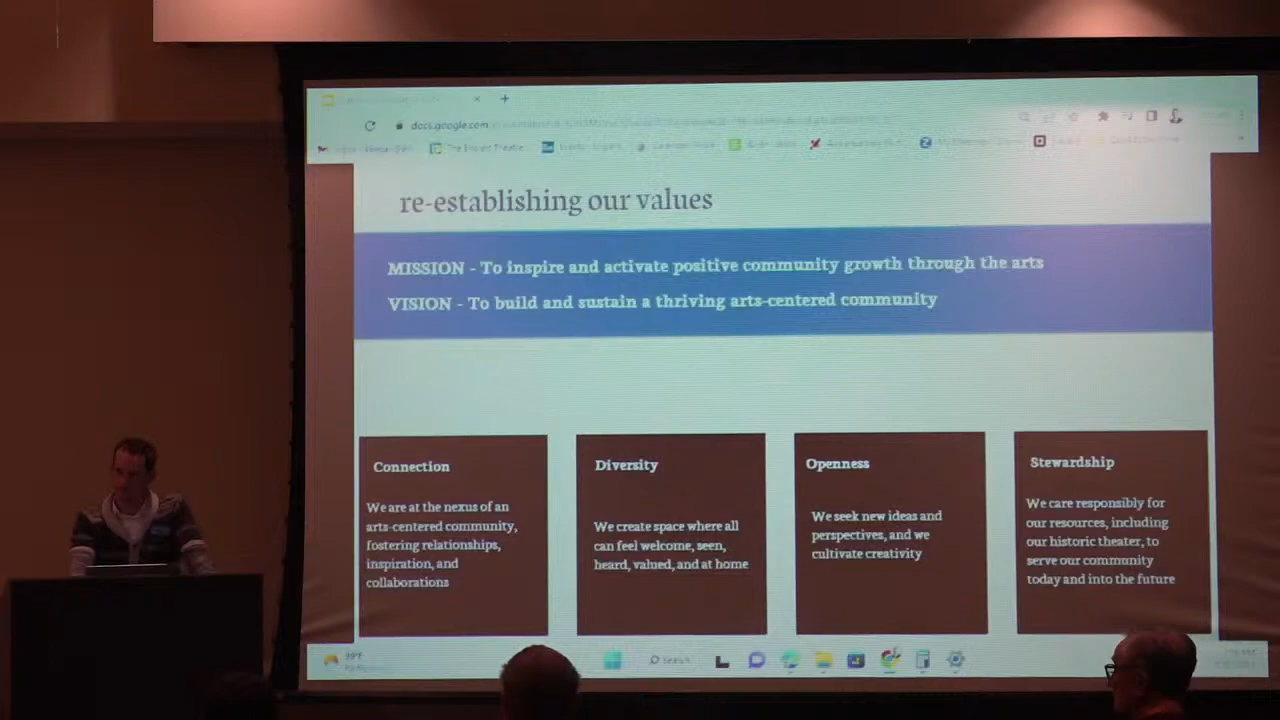 docs.google.com
re-establishing our values
MISSION - To inspire and activate positive community growth through the arts
VISION - To build and sustain a thriving arts-centered community
Connection
We are at the nexus of an
arts-centered community,
fostering relationships,
inspiration, and
collaborations
Diversity
We create space where all
can feel welcome, seen,
heard, valued, and at home
Openness
We seek new ideas and
perspectives, and we
cultivate creativity
Stewardship
We care responsibly for
our resources, including
our historic theater, to
serve our community
today and into the future
Search